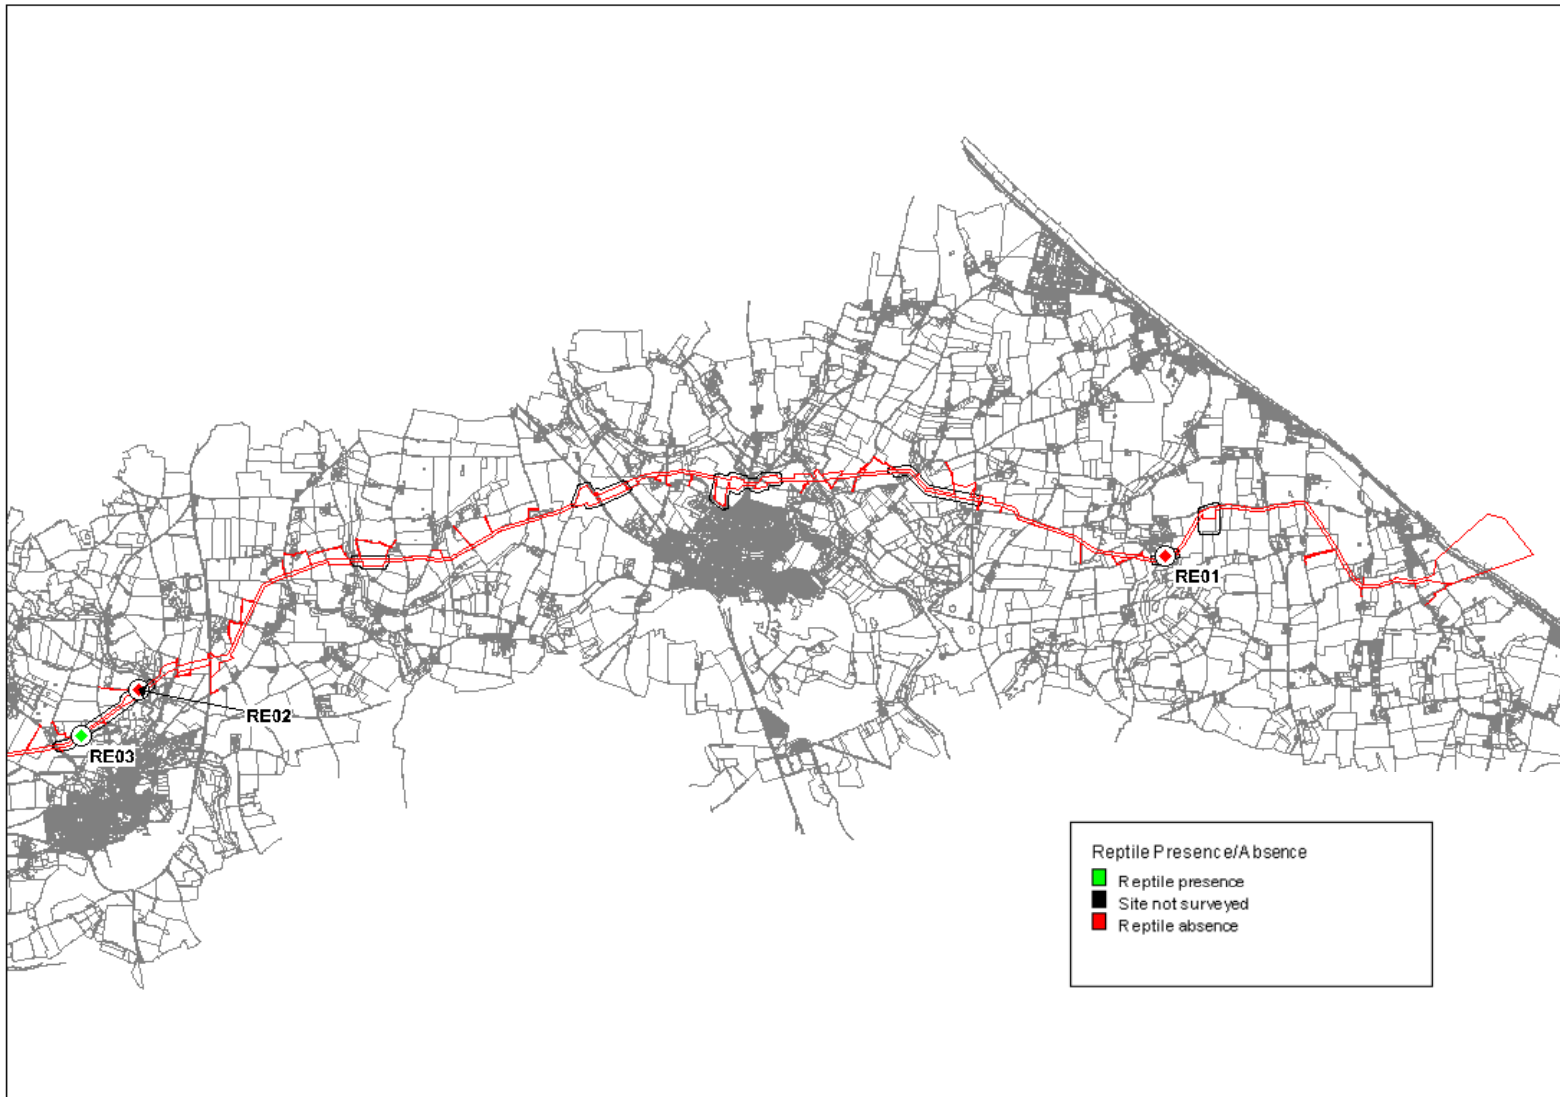 RE01
RE02
RE03
Reptile Presence/Absence
Reptile presence
Site not surveyed
Reptile absence